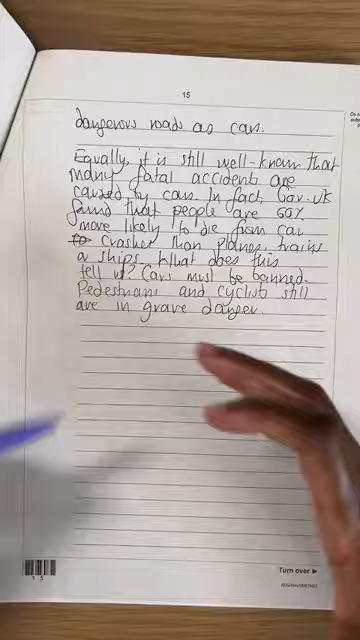 15
dangerous roads as cars.
Equally, it is still well-known that
many fatal accidents are
caused by cars. In fact, Gov.uk
found that people are 60%
more likely to die from car
crashes than planes, trains
a ships. What does this
tell us? Cars must be banned.
Pedestrians and cyclists still
are in grave danger.
Turn over ►